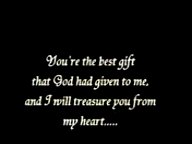 You're the best gift
that God had given to me,
and I will treasure you from
my heart.....